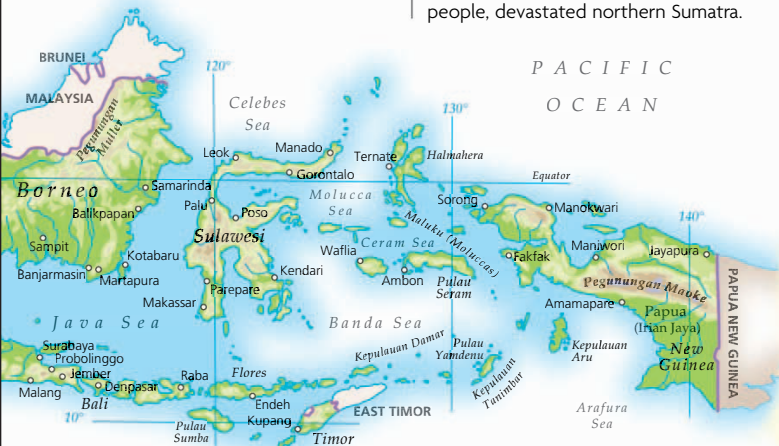 people, devastated northern Sumatra.
PACIFIC
OCEAN
BRUNEI
MALAYSIA
120°
Celebes
Sea
130°
Pegunungan
Muller
Leok
Manado
Ternate
Halmahera
Gorontalo
Equator
Borneo
Samarinda
Molucca
Sea
Palu
Poso
Sorong
Manokwari
Balikpapan
Maluku (Moluccas)
140°
Sulawesi
Sampit
Kotabaru
Waflia
Ceram Sea
Fakfak
Maniwori
Jayapura
Banjarmasin
Martapura
Kendari
Ambon
Pulau
Seram
Parepare
Pegunungan Maoke
Makassar
Amamapare
Papua
(Irian Jaya)
PAPUA NEW GUINEA
Java Sea
Banda Sea
New
Guinea
Surabaya
Probolinggo
Jember
Malang
Denpasar
Bali
Raba
Flores
Kepulauan Damar
Pulau
Yamdenu
Kepulauan
Aru
Kepulauan
Tanimbar
Endeh
Kupang
EAST TIMOR
Arafura
Sea
10°
Pulau
Sumba
Timor